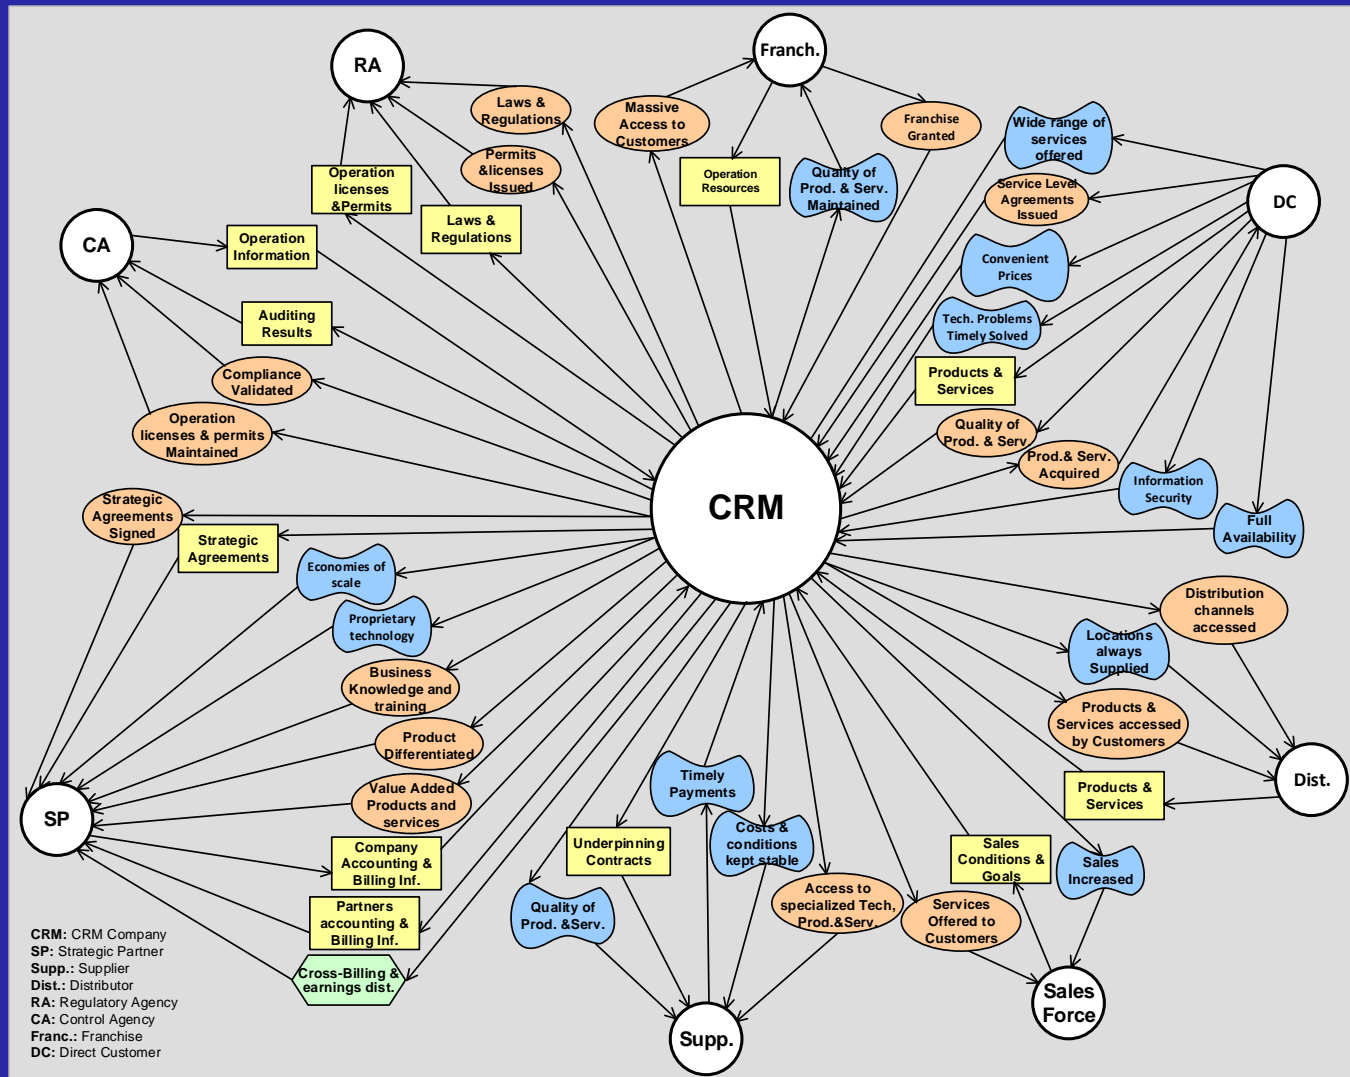 RA
Laws &
Regulations
Permits
&licenses
Issued
Operation
licenses
&Permits
Laws &
Regulations
Franch.
Massive
Access to
Customers
Operation
Resources
Quality of
Prod. & Serv.
Maintained
Franchise
Granted
Wide range of
services
offered
Service Level
Agreements
Issued
Convenient
Prices
Tech. Problems
Timely Solved
Products &
Services
Quality of
Prod. & Serv.
Prod.& Serv.
Acquired
Information
Security
Full
Availability
DC
CA
Operation
Information
Auditing
Results
Compliance
Validated
Operation
licenses & permits
Maintained
CRM
Strategic
Agreements
Signed
Strategic
Agreements
Economies of
scale
Proprietary
technology
Business
Knowledge and
training
Product
Differentiated
Value Added
Products and
services
Company
Accounting &
Billing Inf.
Partners
accounting &
Billing Inf.
Cross-Billing &
earnings dist.
SP
Distribution
channels
accessed
Locations
always
Supplied
Products &
Services accessed
by Customers
Products &
Services
Dist.
Timely
Payments
Underpinning
Contracts
Costs &
conditions
kept stable
Quality of
Prod. &Serv.
Access to
specialized Tech,
Prod.&Serv.
Supp.
Sales
Conditions &
Goals
Sales
Increased
Services
Offered to
Customers
Sales
Force
CRM: CRM Company
SP: Strategic Partner
Supp.: Supplier
Dist.: Distributor
RA: Regulatory Agency
CA: Control Agency
Franc.: Franchise
DC: Direct Customer